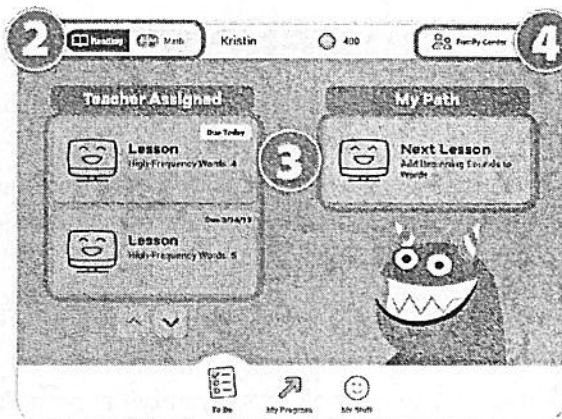 2
Reading
Math
Kristin
400
Family Center
4
Teacher Assigned
My Path
Due Today
Lesson
High-Frequency Words: 4
3
Next Lesson
Add Beginning Sounds to
Words
Lesson
High-Frequency Words: 5
To Do
My Progress
My Stuff